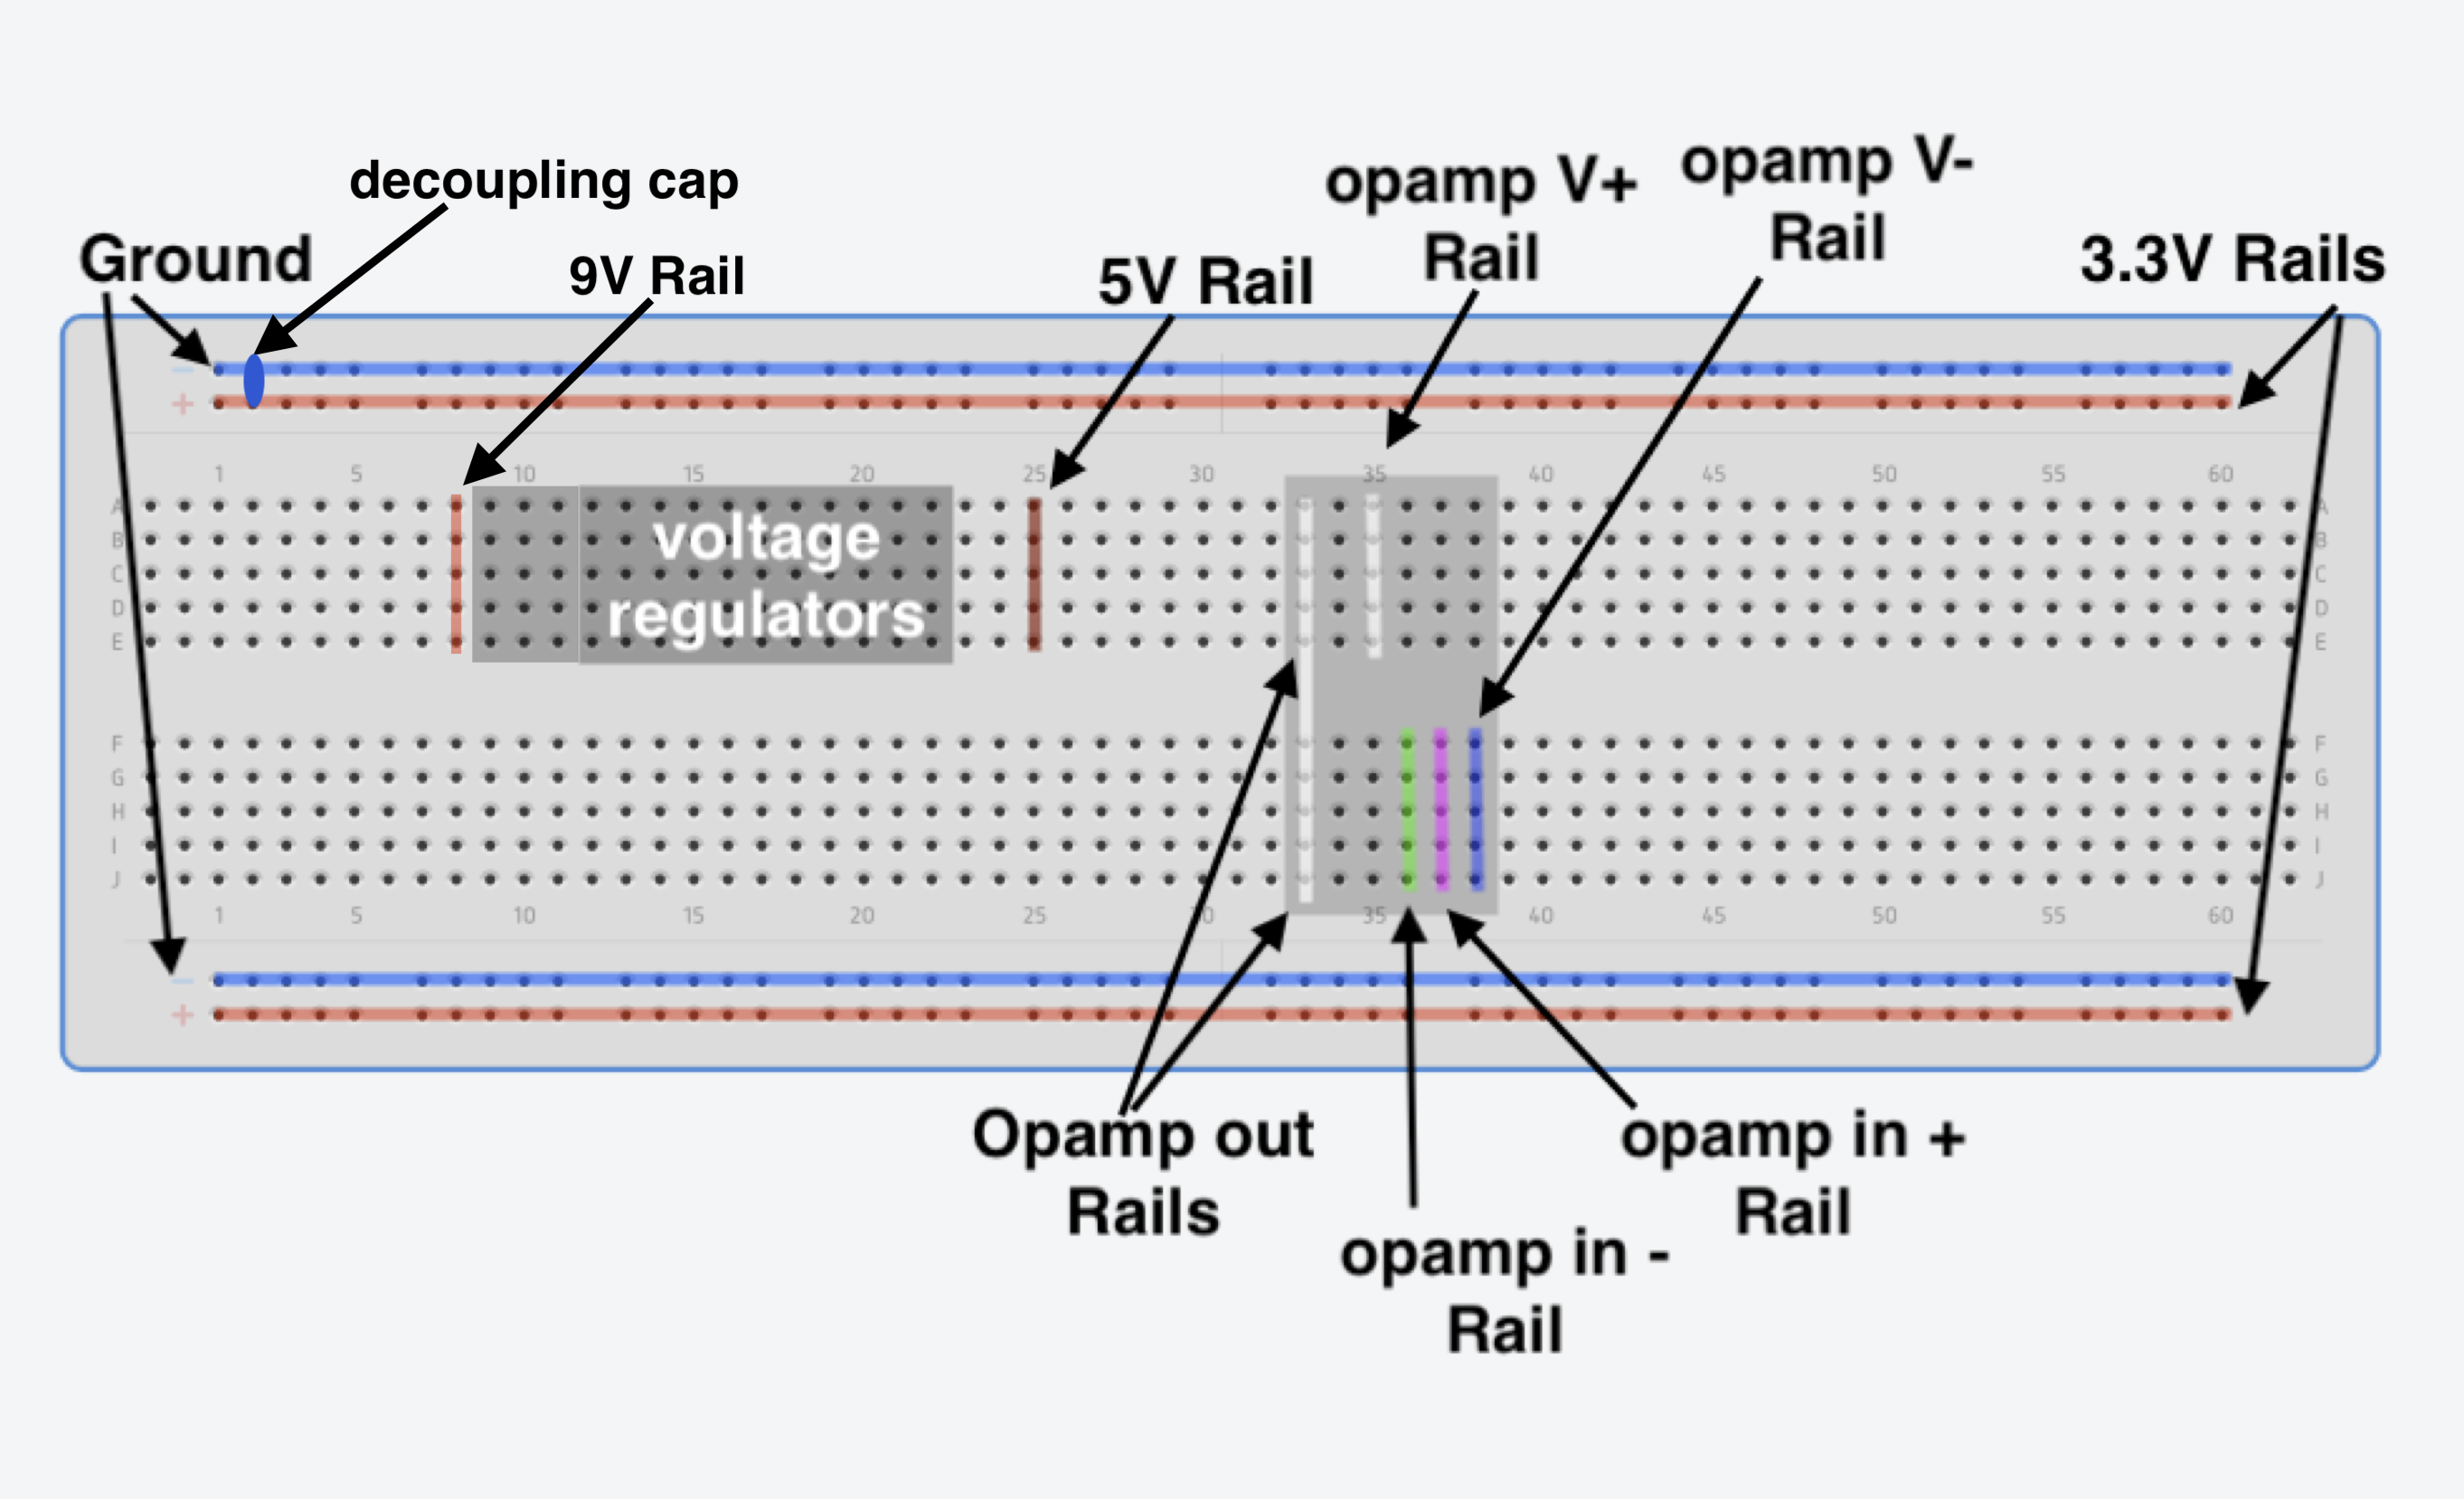 decoupling cap
Ground
9V Rail
5V Rail
opamp V+
Rail
opamp V-
Rail
3.3V Rails
−
+
1 5 10 15 20 25 30 35 40 45 50 55 60
A A
B B
C C
D D
E E
voltage
regulators
F F
G G
H H
I I
J J
1 5 10 15 20 25 30 35 40 45 50 55 60
−
+
Opamp out
Rails
opamp in -
Rail
opamp in +
Rail